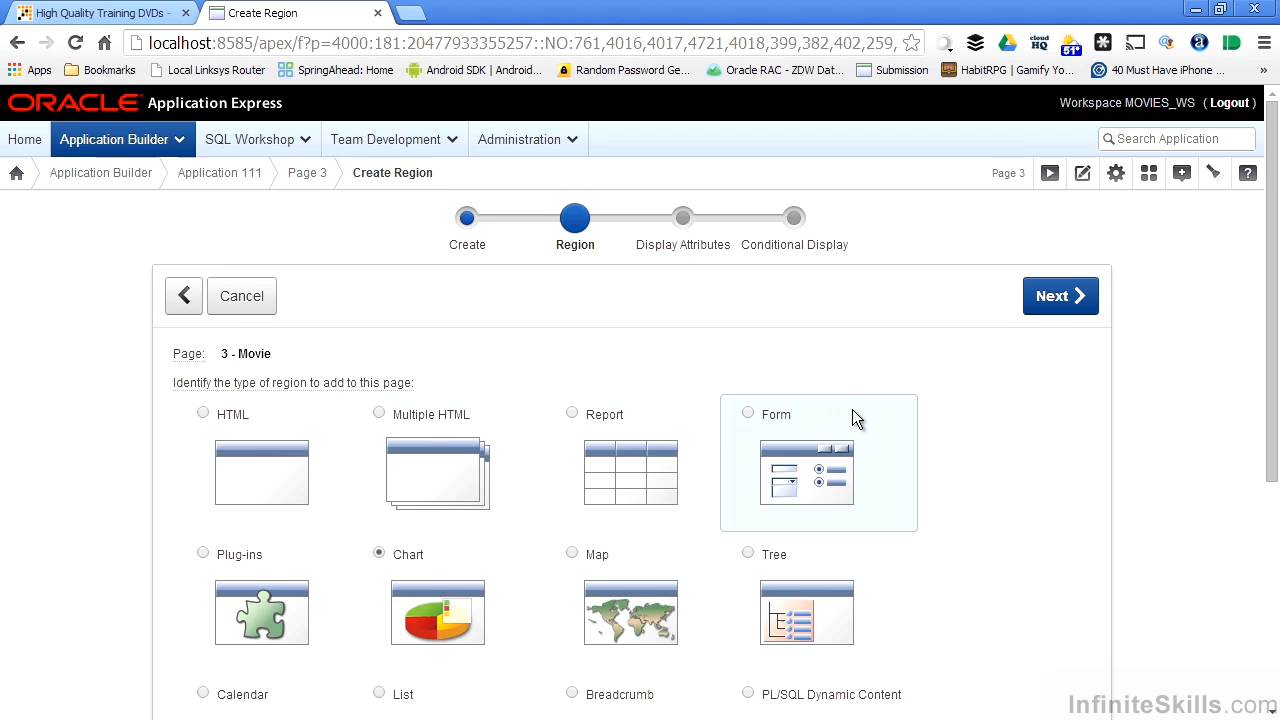 High Quality Training DVDs -
Create Region
localhost:8585/apex/f?p=4000:181:2047793355257::NO:761,4016,4017,4721,4018,399,382,402,259,
cloud
HQ
51°
Apps
Bookmarks
Local Linksys Router
SpringAhead: Home
Android SDK | Android...
Random Password Ge...
Oracle RAC - ZDW Dat...
Submission
HabitRPG | Gamify Yo...
40 Must Have iPhone ...
»
ORACLE Application Express
Workspace MOVIES_WS ( Logout )
Home
Application Builder
SQL Workshop
Team Development
Administration
Search Application
Application Builder
Application 111
Page 3
Create Region
Page 3
Create
Region
Display Attributes
Conditional Display
Cancel
Next
Page: 3 - Movie
Identify the type of region to add to this page:
HTML
Multiple HTML
Report
Form
Plug-ins
Chart
Map
Tree
Calendar
List
Breadcrumb
PL/SQL Dynamic Content
InfiniteSkills.com